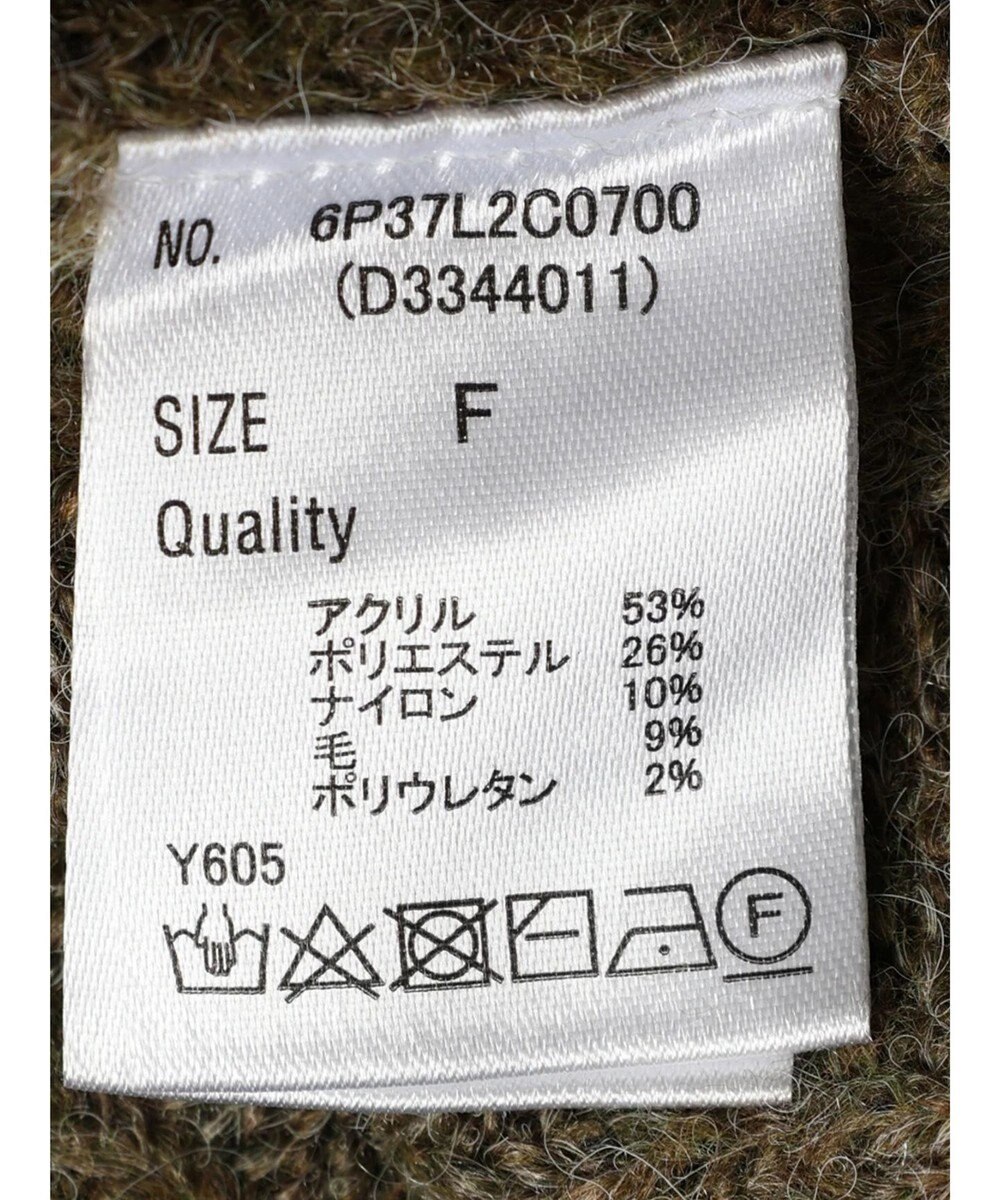 NO. 6P37L2C0700
(D3344011)
SIZE F
Quality
アクリル 53%
ポリエステル 26%
ナイロン 10%
毛 9%
ポリウレタン 2%
Y605
F